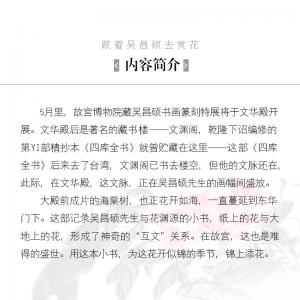 跟着吴昌硕去赏花
内容简介
5月里，故宫博物院藏吴昌硕书画篆刻特展将于文华殿开
展。文华殿后是著名的藏书楼——文渊阁，乾隆下诏编修的
第YI部精抄本《四库全书》就曾贮藏在这里——这部《四库
全书》后来去了台湾，文渊阁已书去楼空，但他的文脉还在，
此际，在文华殿，这文脉，正在吴昌硕的画幅间盛放。
大殿前成片的海棠树，也正花开如海，一直蔓延到东华
门下。这部记录吴昌硕先生与花渊源的小书，纸上的花与大
地上的花，形成了神奇的“互文”关系。在故宫，这也是难
得的盛世。用这本小书，为这花开似锦的季节，锦上添花。